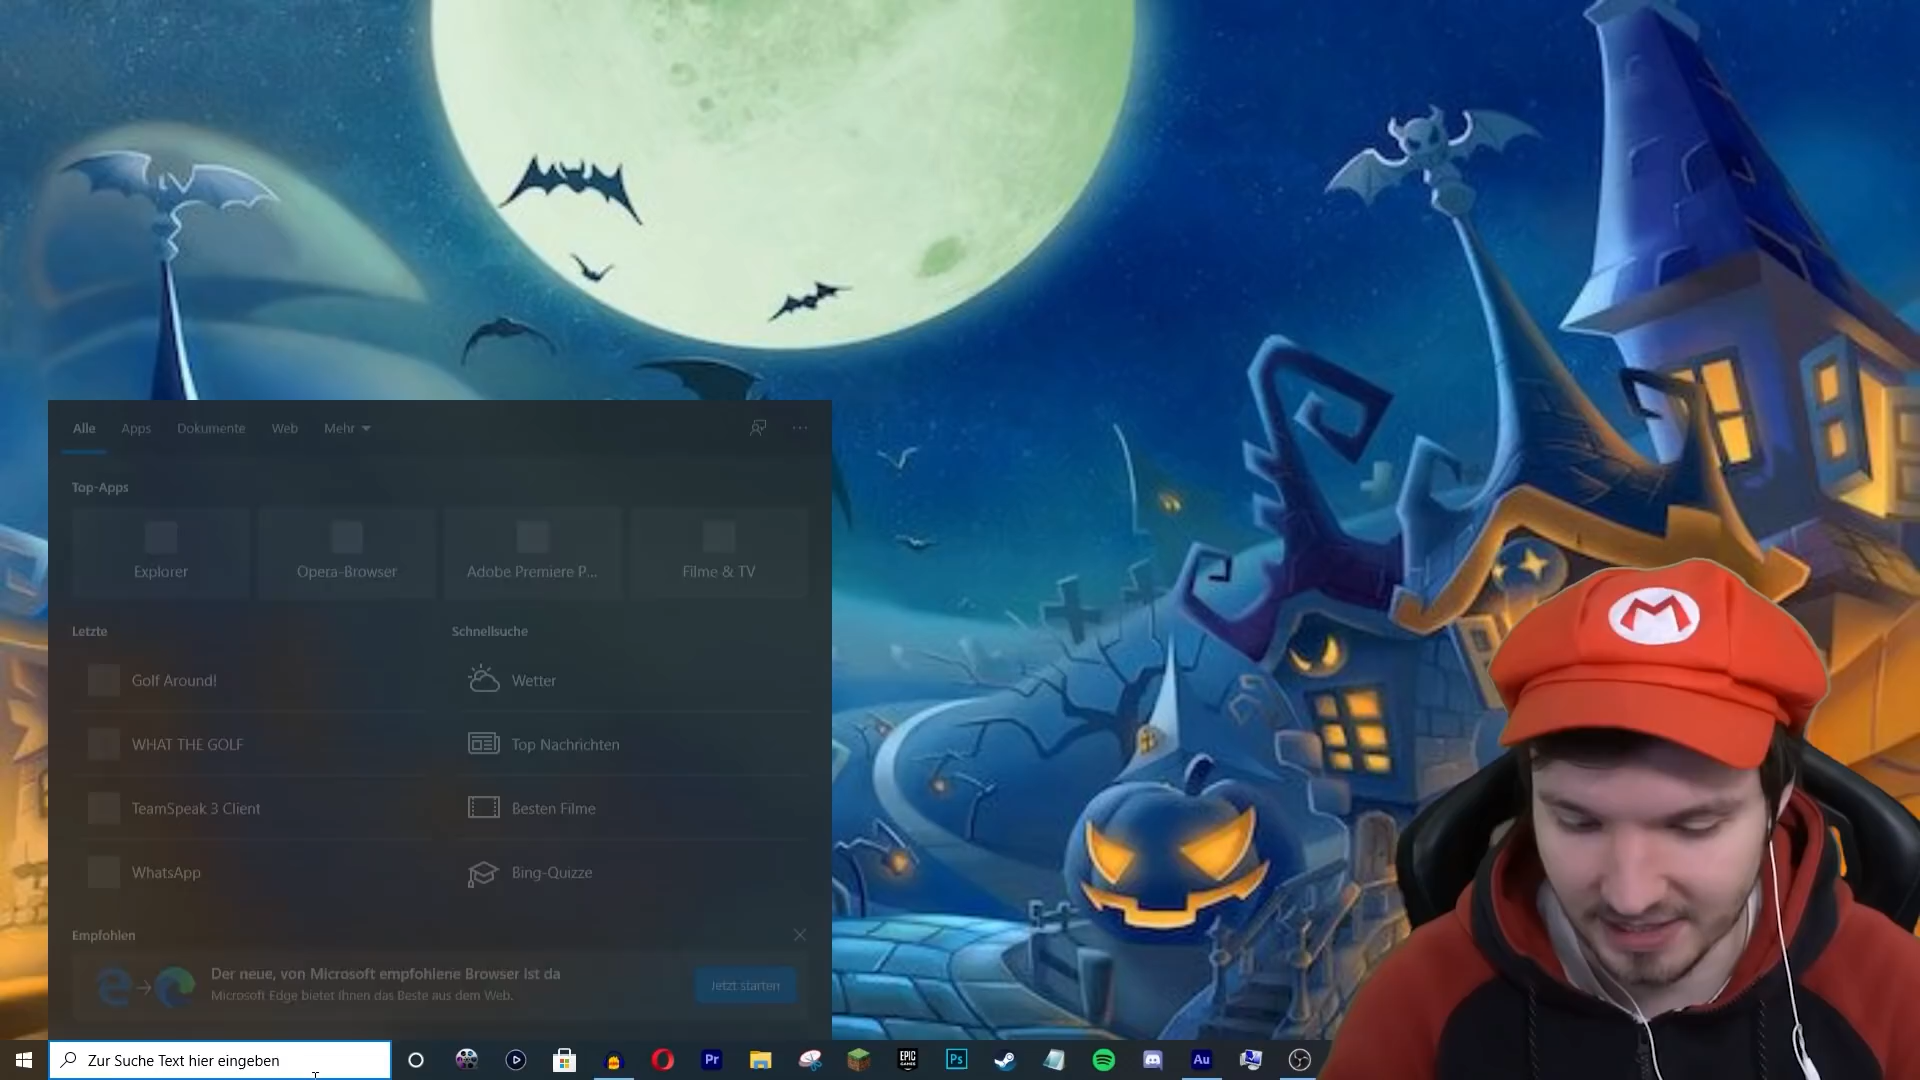 Alle Apps Dokumente Web Mehr
Top-Apps
Explorer Opera-Browser Adobe Premiere P... Filme & TV
Letzte Schnellsuche
Golf Around! Wetter
WHAT THE GOLF Top Nachrichten
TeamSpeak 3 Client Besten Filme
WhatsApp Bing-Quizze
Empfohlen
Der neue, von Microsoft empfohlene Browser ist da
Microsoft Edge bietet Ihnen das Beste aus dem Web.
Jetzt starten
M
Zur Suche Text hier eingeben
Pr
EPIC
GAMES
Ps
Au